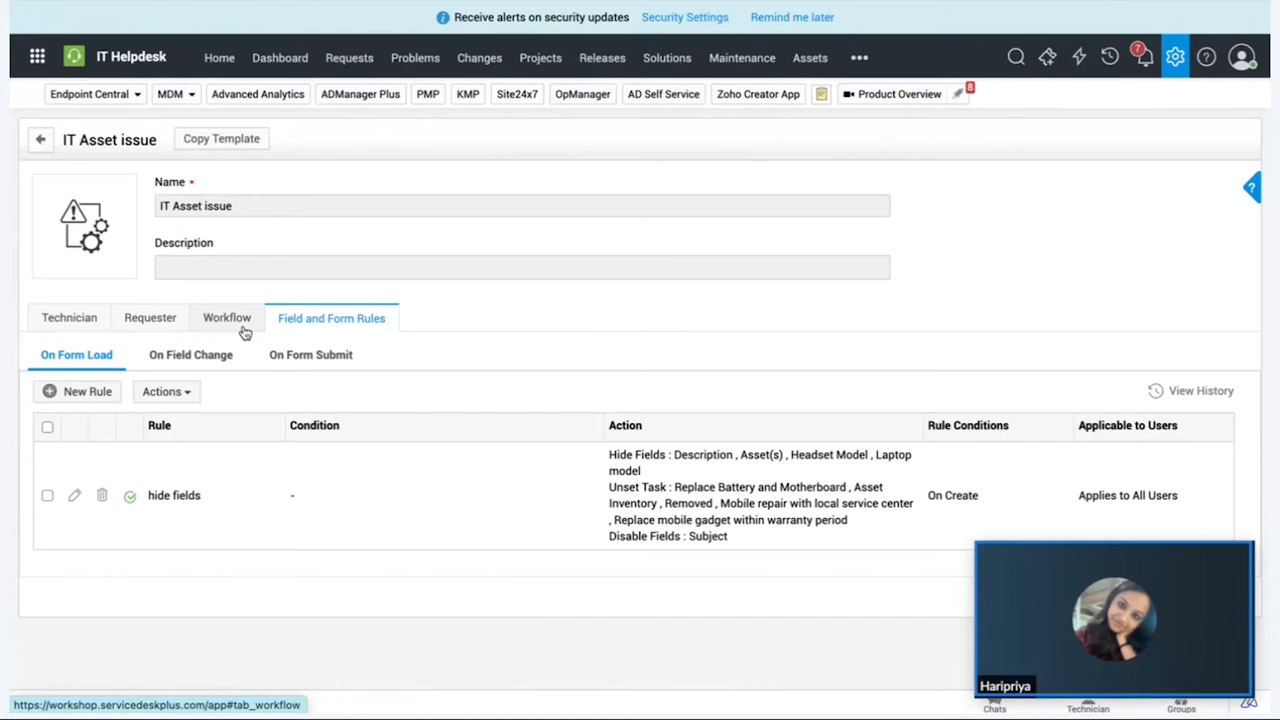 Receive alerts on security updates Security Settings Remind me later
IT Helpdesk Home Dashboard Requests Problems Changes Projects Releases Solutions Maintenance Assets 7
Endpoint Central MDM Advanced Analytics ADManager Plus PMP KMP Site24x7 OpManager AD Self Service Zoho Creator App Product Overview 8
IT Asset issue Copy Template
Name
IT Asset issue
Description
Technician Requester Workflow Field and Form Rules
On Form Load On Field Change On Form Submit
New Rule Actions View History
Rule Condition Action Rule Conditions Applicable to Users
Hide Fields : Description , Asset(s) , Headset Model , Laptop
model
Unset Task : Replace Battery and Motherboard , Asset
hide fields - Inventory , Removed , Mobile repair with local service center On Create Applies to All Users
, Replace mobile gadget within warranty period
Disable Fields : Subject
Haripriya
https://workshop.servicedeskplus.com/app#tab_workflow Chats Technician Groups